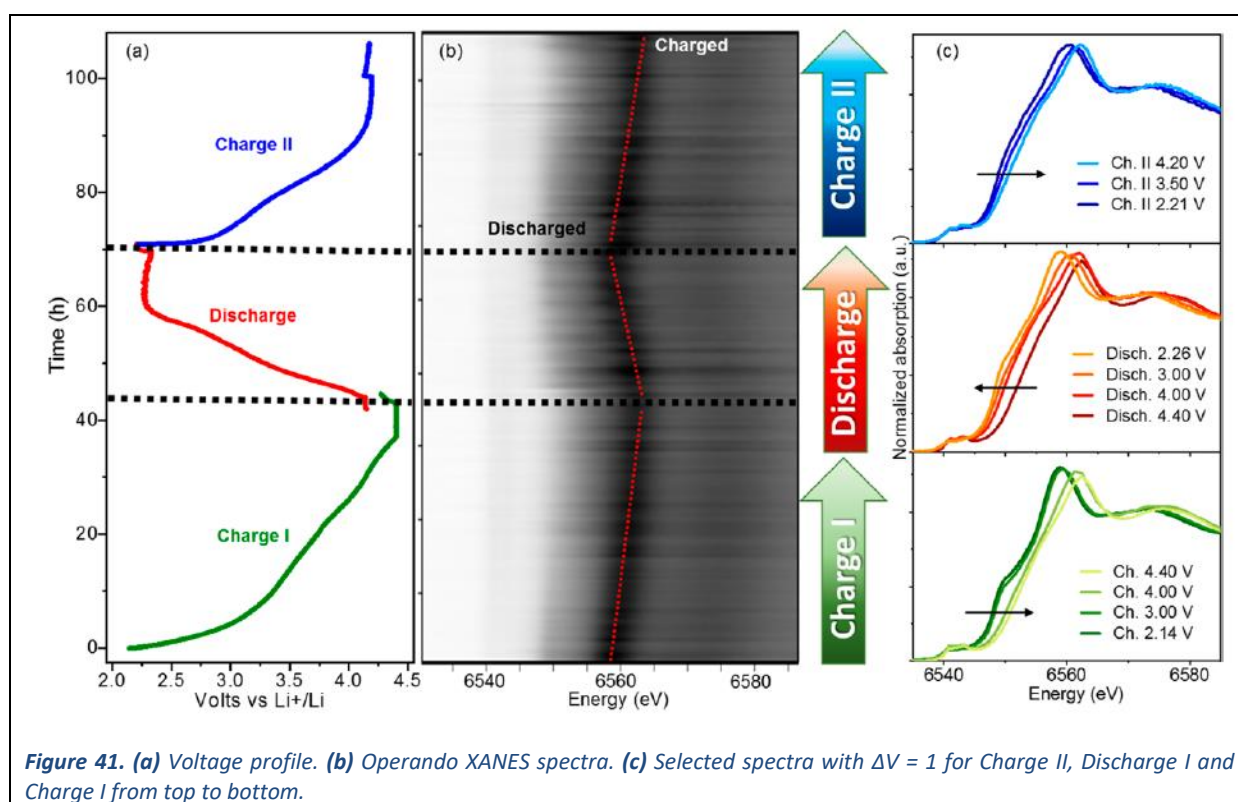 (a)
(b)
(c)
Charged
Charge II
Discharged
Discharge
Charge I
Time (h)
100
80
60
40
20
0
2.0 2.5 3.0 3.5 4.0 4.5
Volts vs Li+/Li
6540 6560 6580
Energy (eV)
Charge II
Discharge
Charge I
Normalized absorption (a.u.)
Ch. II 4.20 V
Ch. II 3.50 V
Ch. II 2.21 V
Disch. 2.26 V
Disch. 3.00 V
Disch. 4.00 V
Disch. 4.40 V
Ch. 4.40 V
Ch. 4.00 V
Ch. 3.00 V
Ch. 2.14 V
6540 6560 6580
Energy (eV)
Figure 41. (a) Voltage profile. (b) Operando XANES spectra. (c) Selected spectra with ΔV = 1 for Charge II, Discharge I and
Charge I from top to bottom.